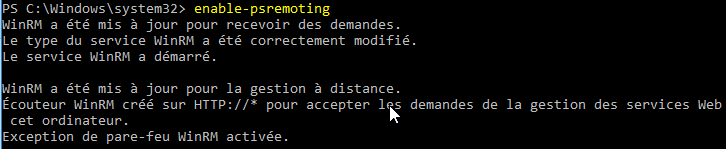 PS C:\Windows\system32> enable-psremoting
WinRM a été mis à jour pour recevoir des demandes.
Le type du service WinRM a été correctement modifié.
Le service WinRM a démarré.
WinRM a été mis à jour pour la gestion à distance.
Écouteur WinRM créé sur HTTP://* pour accepter les demandes de la gestion des services Web
cet ordinateur.
Exception de pare-feu WinRM activée.